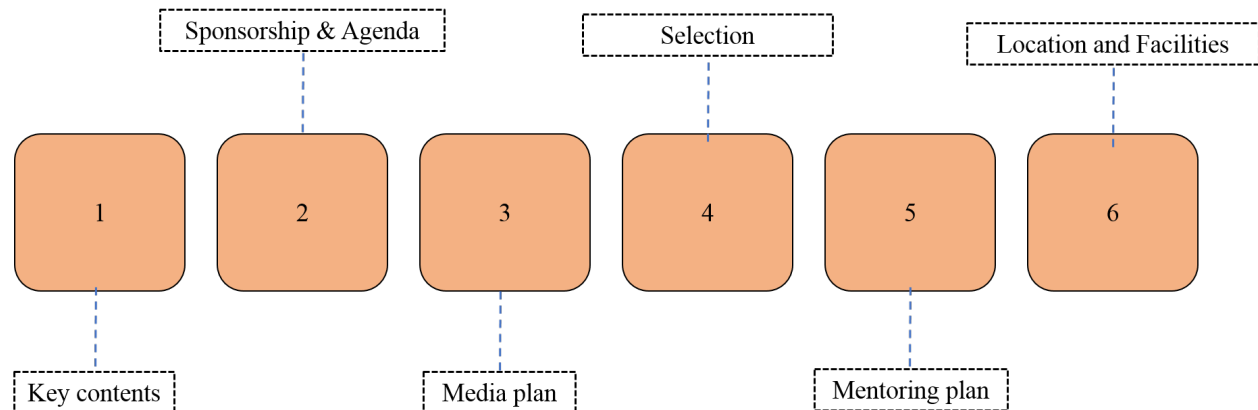 Sponsorship & Agenda
Selection
Location and Facilities
1
2
3
4
5
6
Key contents
Media plan
Mentoring plan